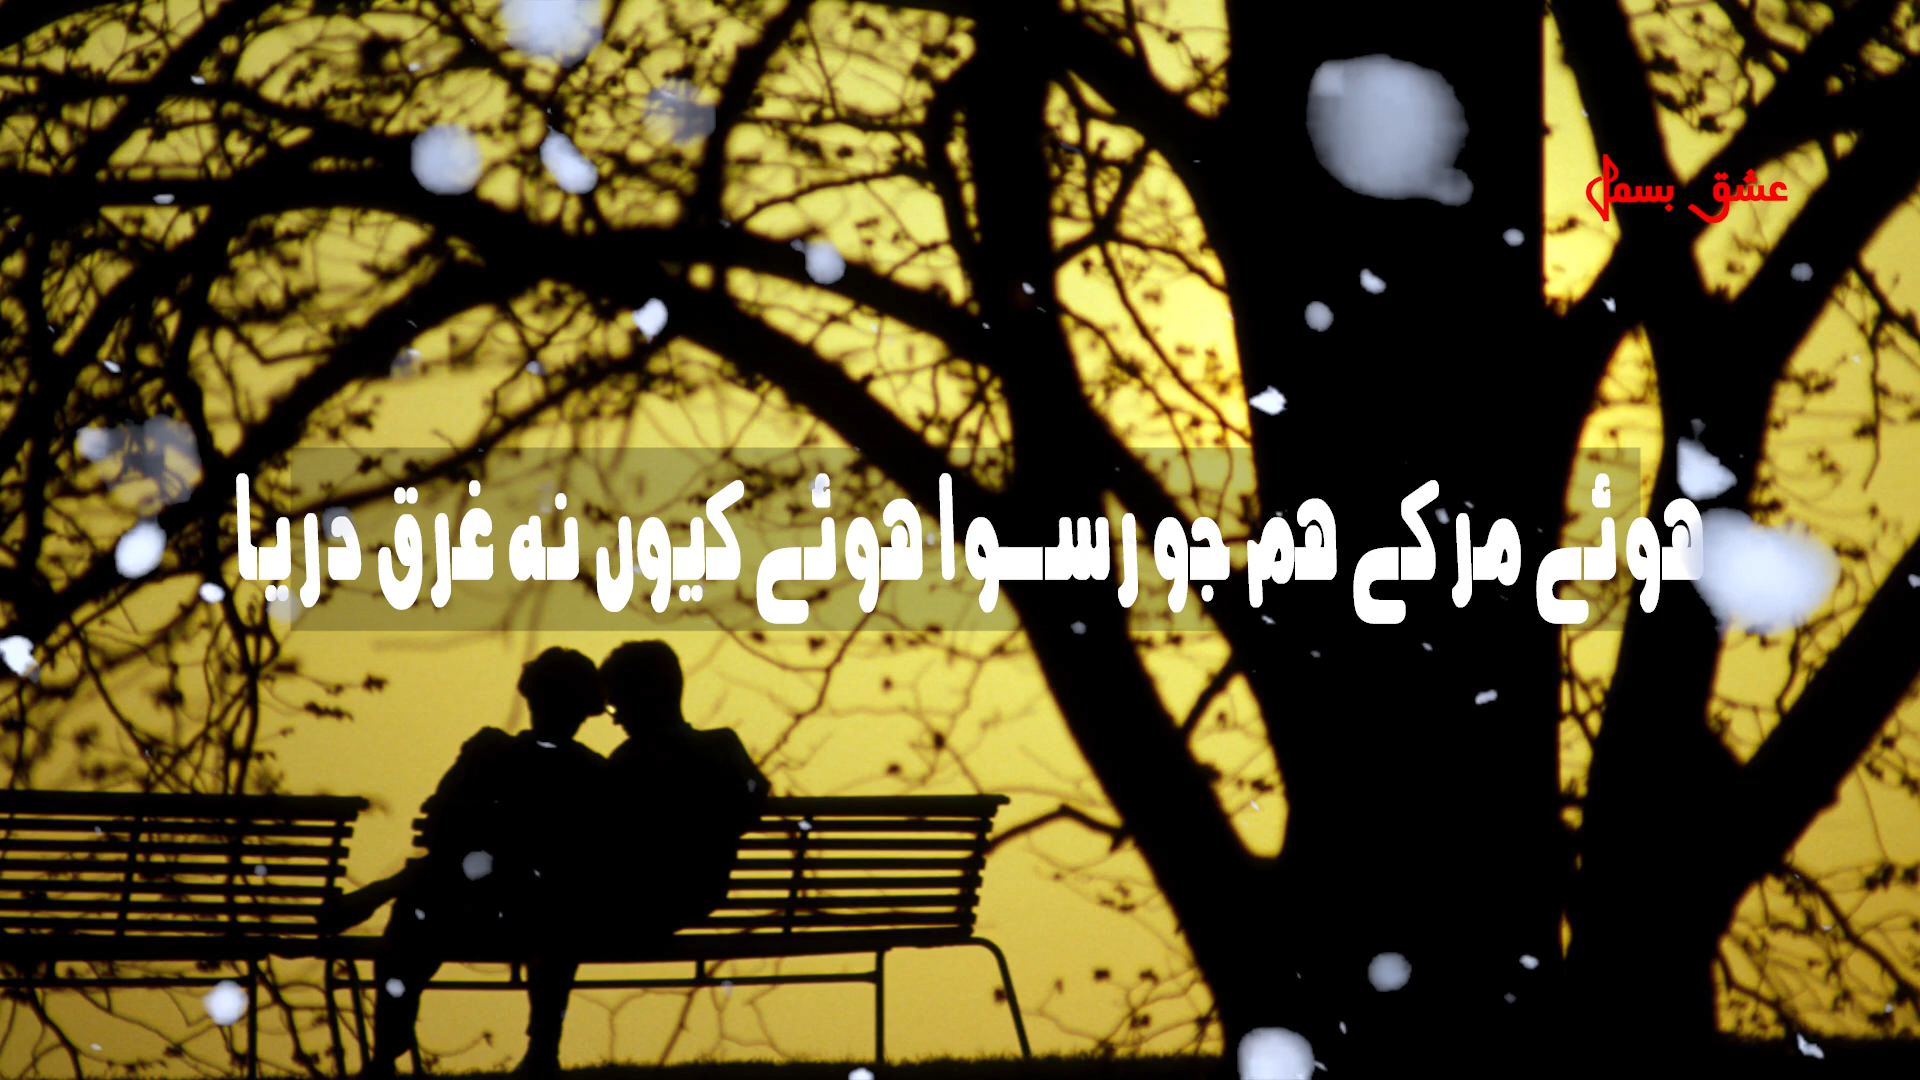 عشق بسمل
ہوئے مر کے ہم جو رسوا ہوئے کیوں نہ غرق دریا